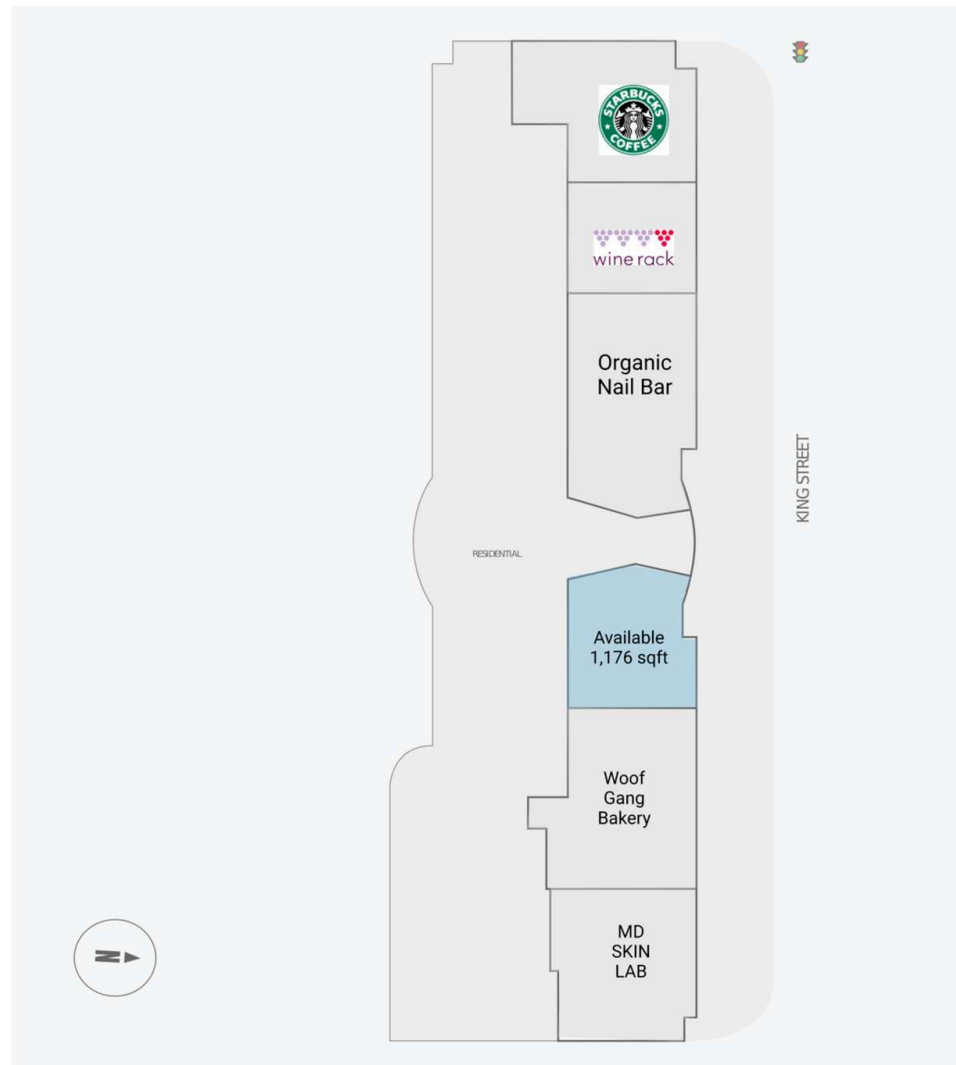 STARBUCKS
COFFEE
wine rack
Organic
Nail Bar
KING STREET
RESIDENTIAL
Available
1,176 sqft
Woof
Gang
Bakery
MD
SKIN
LAB
N